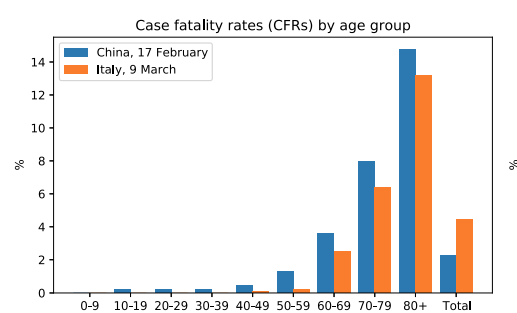 Case fatality rates (CFRs) by age group
China, 17 February
Italy, 9 March
%
14
12
10
8
6
4
2
0
0–9 10–19 20–29 30–39 40–49 50–59 60–69 70–79 80+ Total
%